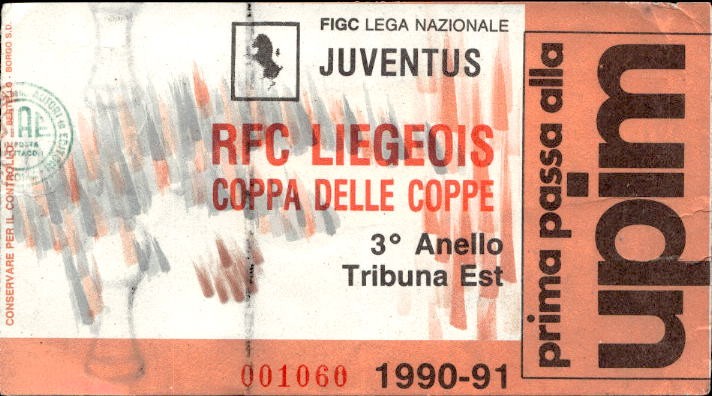 FIGC LEGA NAZIONALE
JUVENTUS
RFC LIEGEOIS
COPPA DELLE COPPE
3° Anello
Tribuna Est
001060 1990-91
prima passa alla
upim
CONSERVARE PER IL CONTROLLO
BORGO S.D.